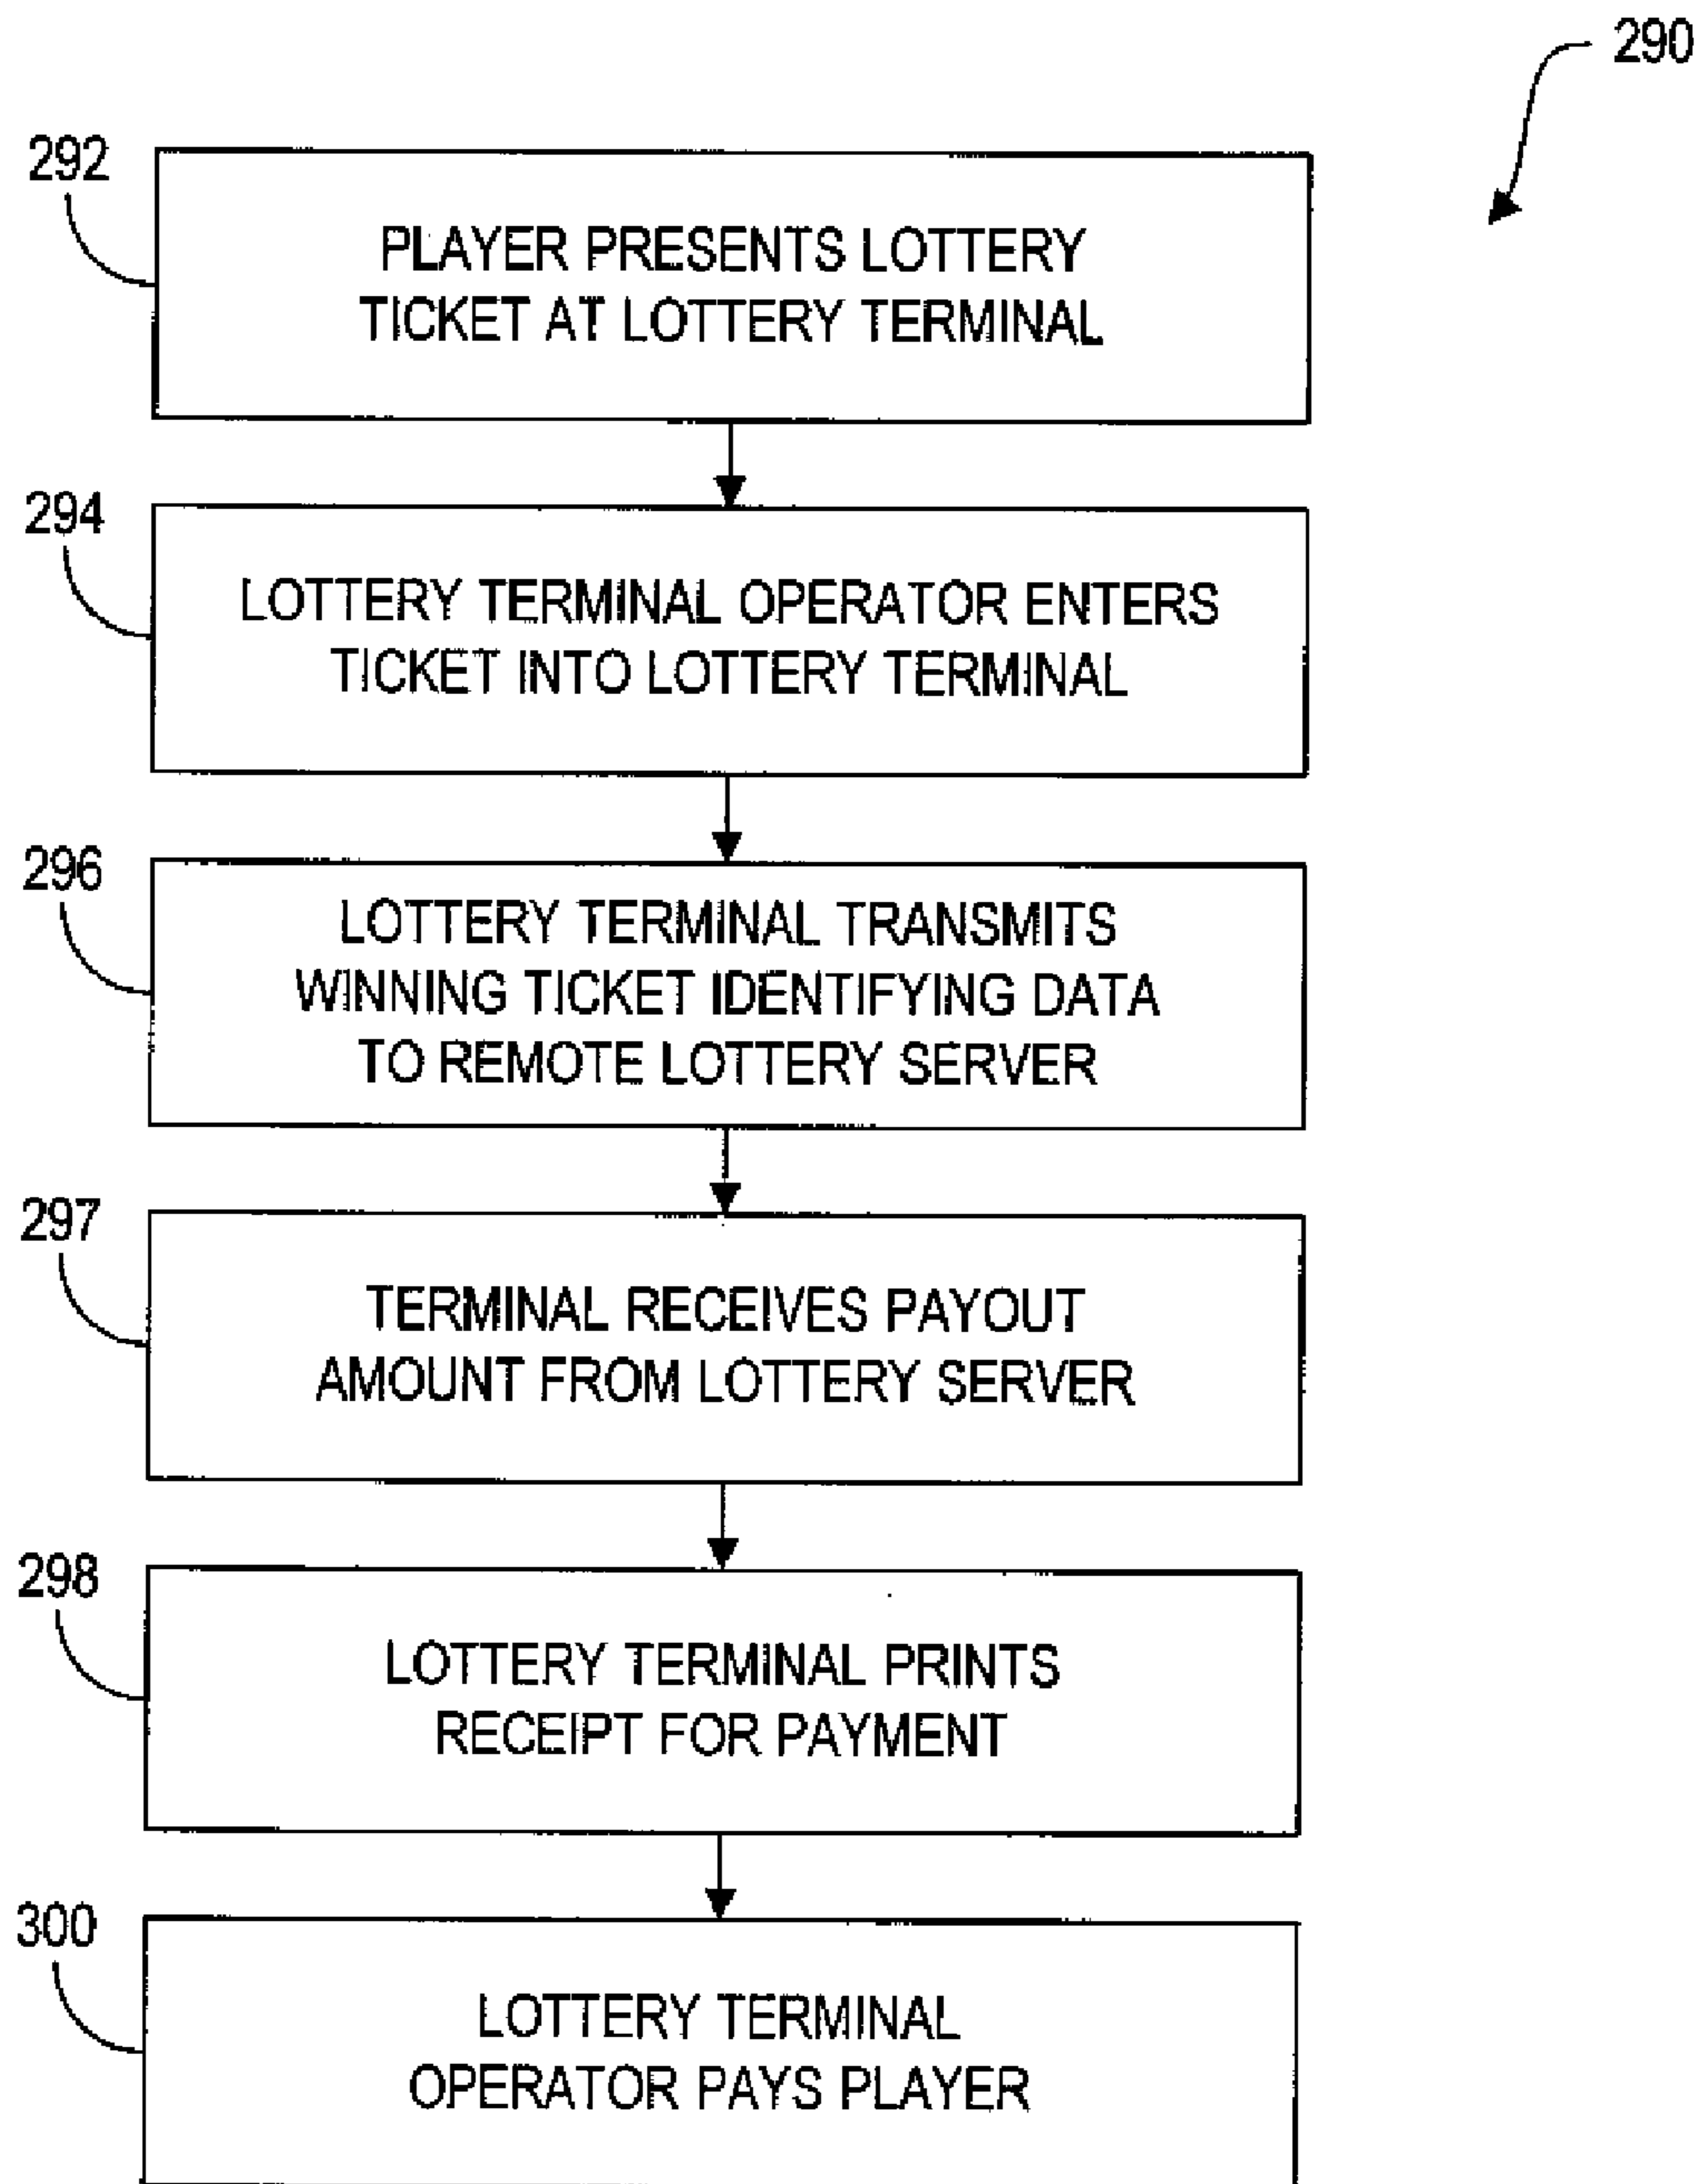 290
292
PLAYER PRESENTS LOTTERY
TICKET AT LOTTERY TERMINAL
294
LOTTERY TERMINAL OPERATOR ENTERS
TICKET INTO LOTTERY TERMINAL
296
LOTTERY TERMINAL TRANSMITS
WINNING TICKET IDENTIFYING DATA
TO REMOTE LOTTERY SERVER
297
TERMINAL RECEIVES PAYOUT
AMOUNT FROM LOTTERY SERVER
298
LOTTERY TERMINAL PRINTS
RECEIPT FOR PAYMENT
300
LOTTERY TERMINAL
OPERATOR PAYS PLAYER